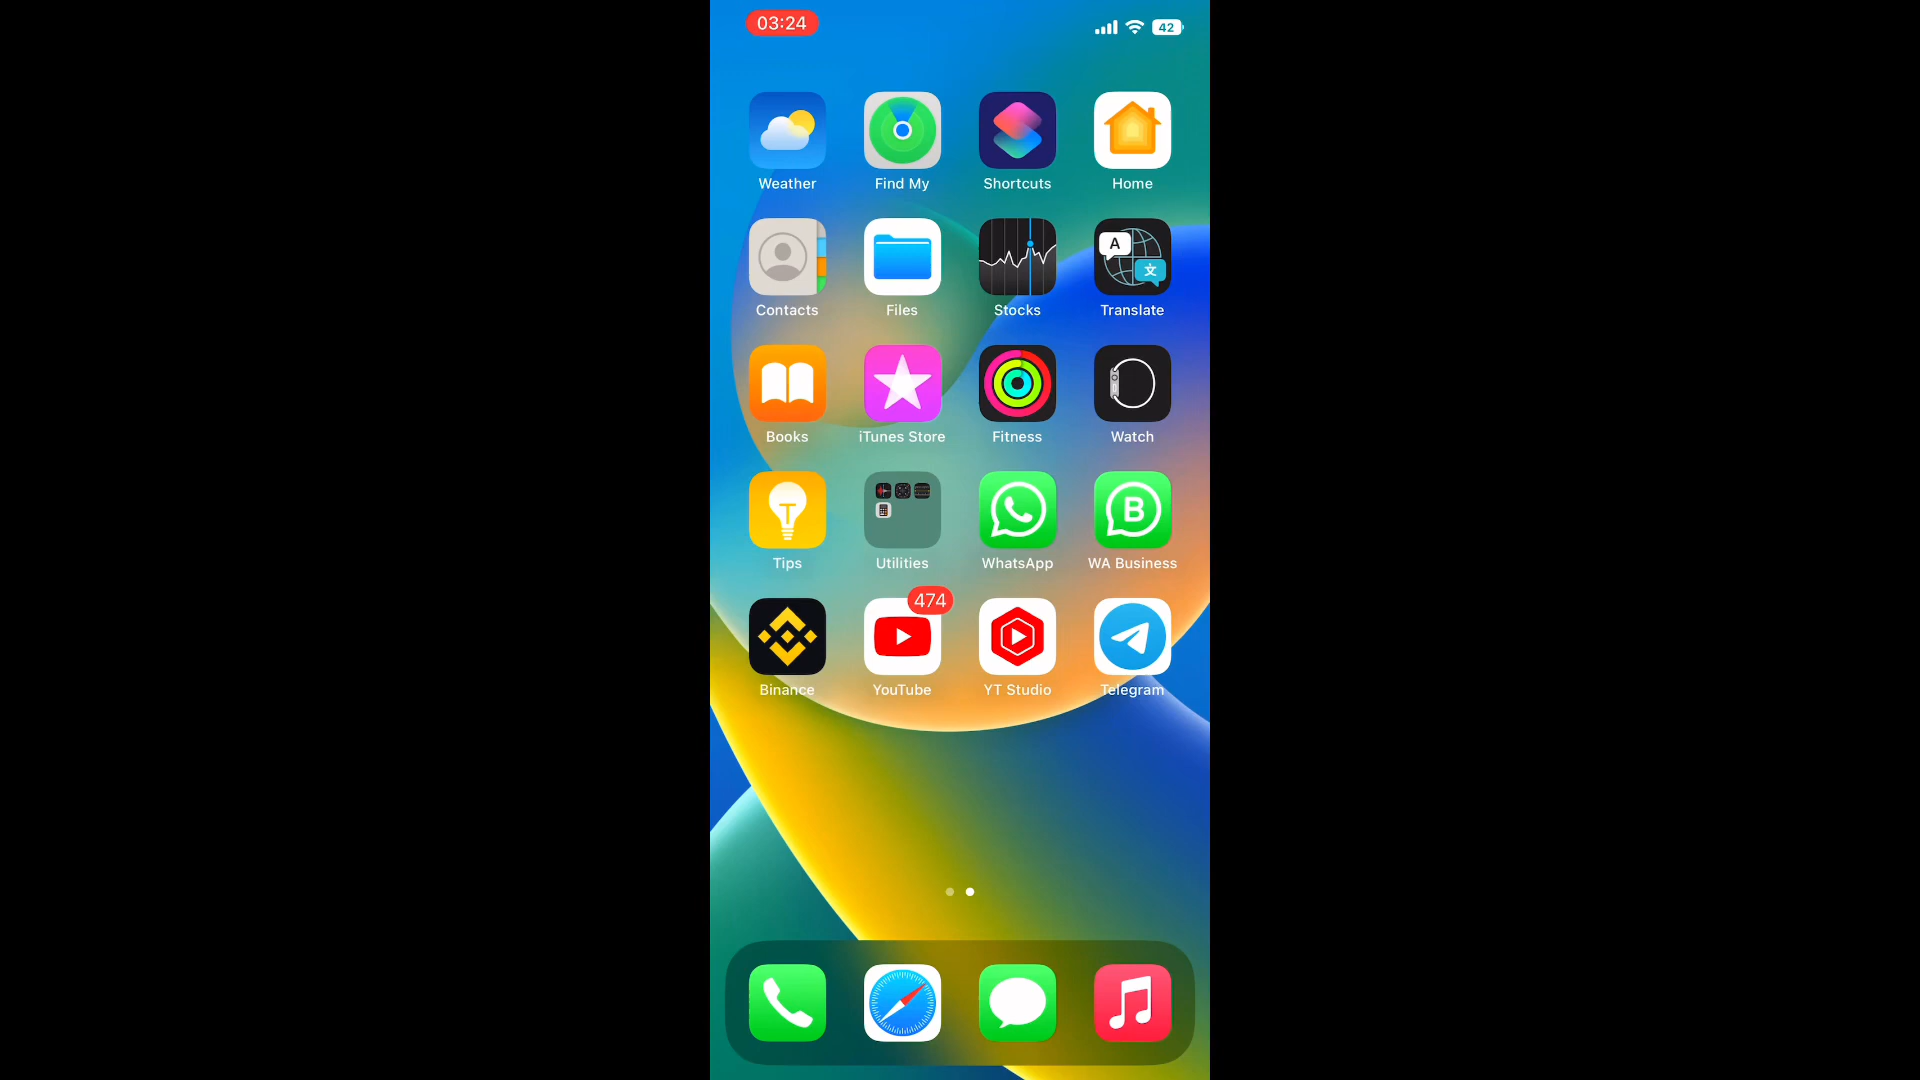 03:24
42
Weather Find My Shortcuts Home
A
文
Contacts Files Stocks Translate
Books iTunes Store Fitness Watch
B
Tips Utilities WhatsApp WA Business
474
Binance YouTube YT Studio Telegram